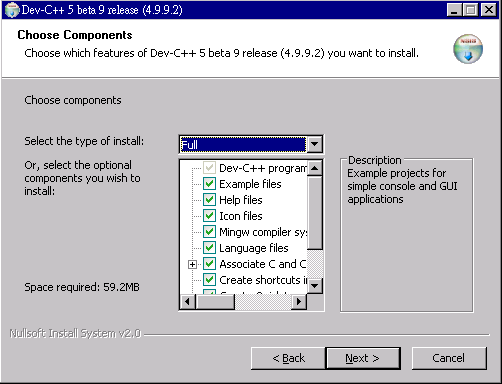 Dev-C++ 5 beta 9 release (4.9.9.2)
Choose Components
Choose which features of Dev-C++ 5 beta 9 release (4.9.9.2) you want to install.
Choose components
Select the type of install:
Full
Or, select the optional
components you wish to
install:
Dev-C++ program
Example files
Help files
Icon files
Mingw compiler sys
Language files
Associate C and C
Create shortcuts in
Description
Example projects for
simple console and GUI
applications
Space required: 59.2MB
Nullsoft Install System v2.0
< Back
Next >
Cancel